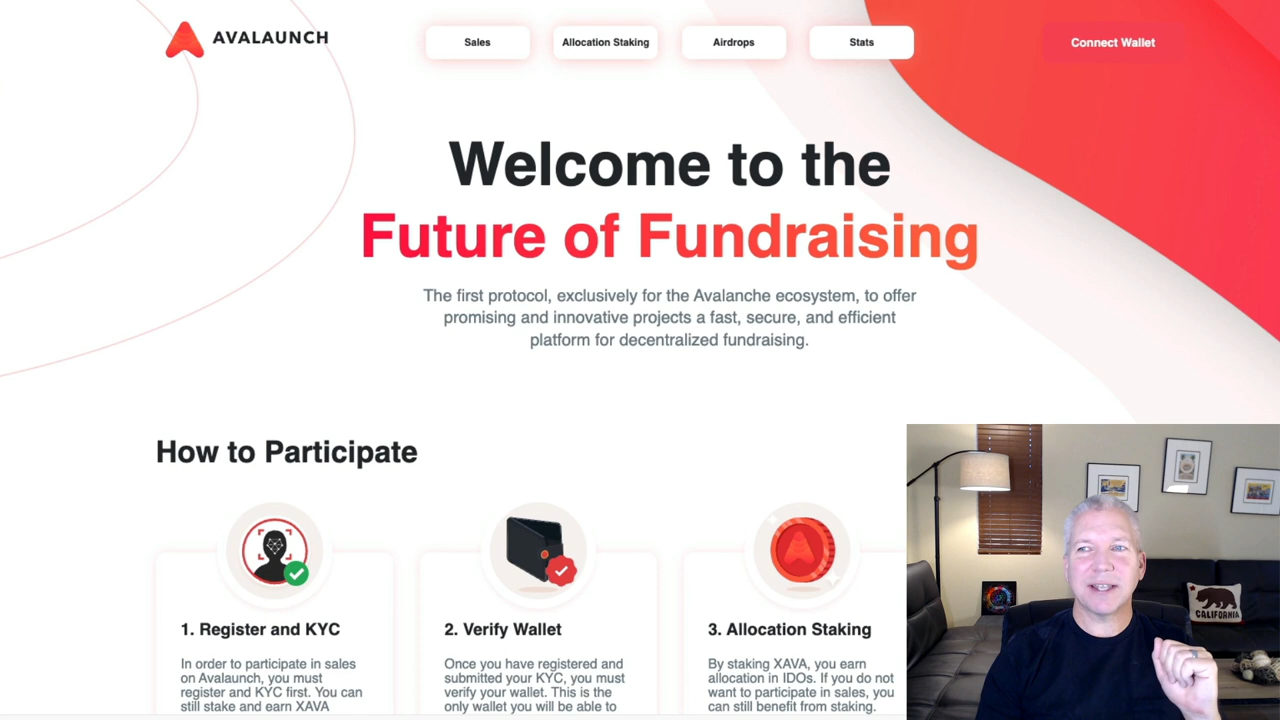 AVALAUNCH
Sales
Allocation Staking
Airdrops
Stats
Connect Wallet
Welcome to the
Future of Fundraising
The first protocol, exclusively for the Avalanche ecosystem, to offer
promising and innovative projects a fast, secure, and efficient
platform for decentralized fundraising.
How to Participate
1. Register and KYC
In order to participate in sales
on Avalaunch, you must
register and KYC first. You can
still stake and earn XAVA
2. Verify Wallet
Once you have registered and
submitted your KYC, you must
verify your wallet. This is the
only wallet you will be able to
3. Allocation Staking
By staking XAVA, you earn
allocation in IDOs. If you do not
want to participate in sales, you
can still benefit from staking.
CALIFORNIA